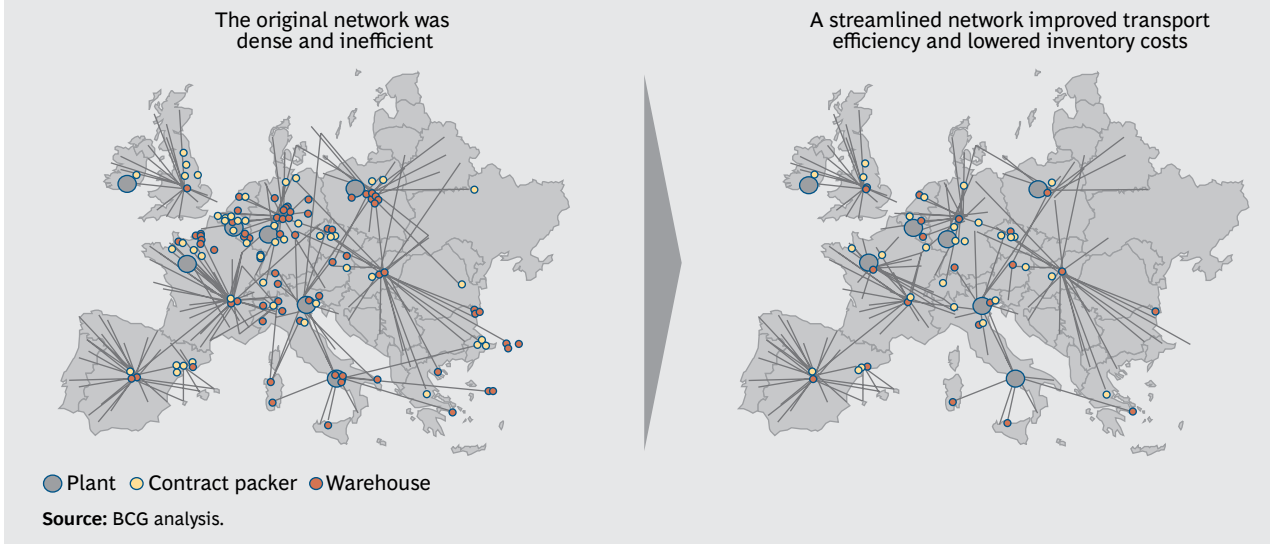 The original network was
dense and inefficient
A streamlined network improved transport
efficiency and lowered inventory costs
Plant Contract packer Warehouse
Source: BCG analysis.